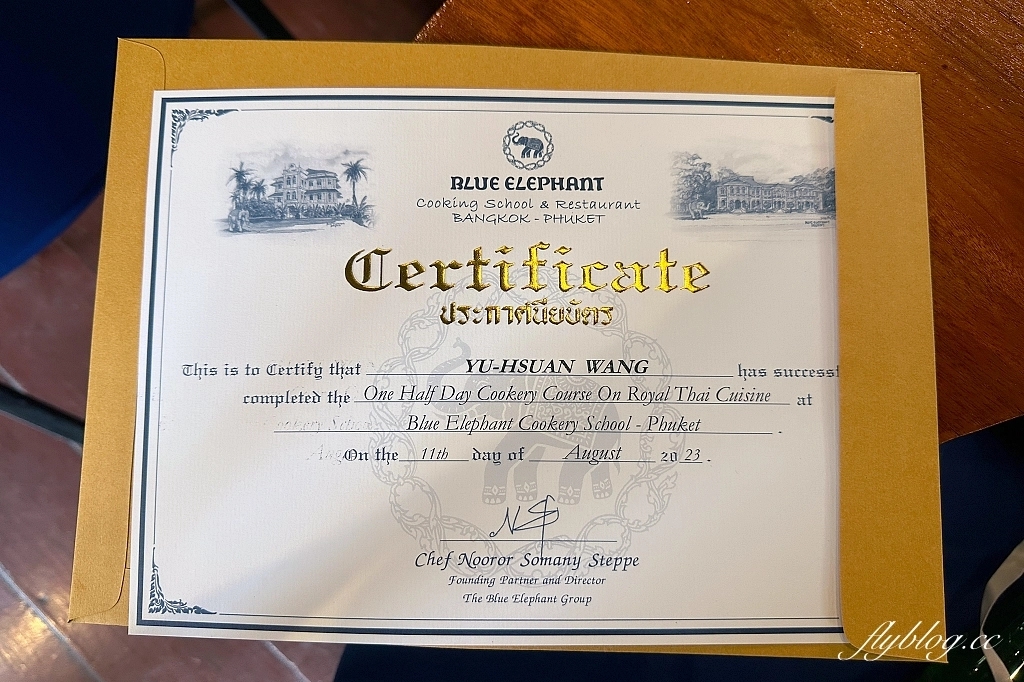 BLUE ELEPHANT
Cooking School & Restaurant
BANGKOK - PHUKET
Certificate
ประกาศนียบัตร
This is to Certify that YU-HSUAN WANG has success
completed the One Half Day Cookery Course On Royal Thai Cuisine at
Blue Elephant Cookery School - Phuket .
On the 11th day of August 20 23 .
Chef Nooror Somany Steppe
Founding Partner and Director
The Blue Elephant Group
flyblog.cc